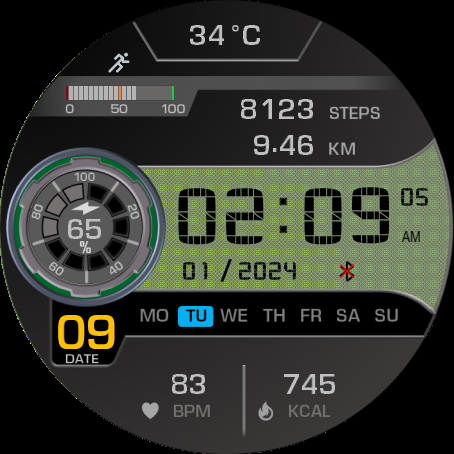 34°C
0 50 100
8123 STEPS
9.46 KM
100
20
40
60
80
65
%
02:09 05
AM
01 / 2024
09
DATE
MO TU WE TH FR SA SU
83 745
BPM KCAL